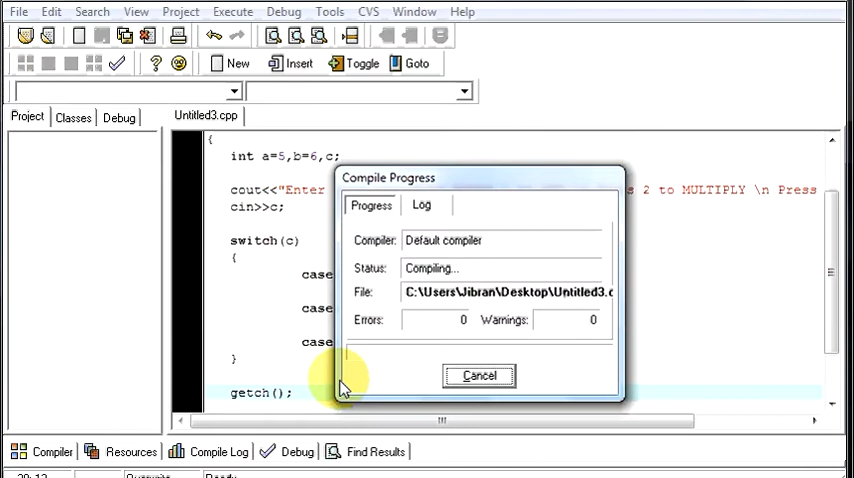 File Edit Search View Project Execute Debug Tools CVS Window Help
New Insert Toggle Goto
Project Classes Debug Untitled3.cpp
{
int a=5,b=6,c;
cout<<"Enter s 2 to MULTIPLY \n Press
cin>>c;
switch(c)
{
case
case
case
}
getch();
Compile Progress
Progress Log
Compiler: Default compiler
Status: Compiling...
File: C:\Users\Jibran\Desktop\Untitled3.c
Errors: 0 Warnings: 0
Cancel
Compiler Resources Compile Log Debug Find Results